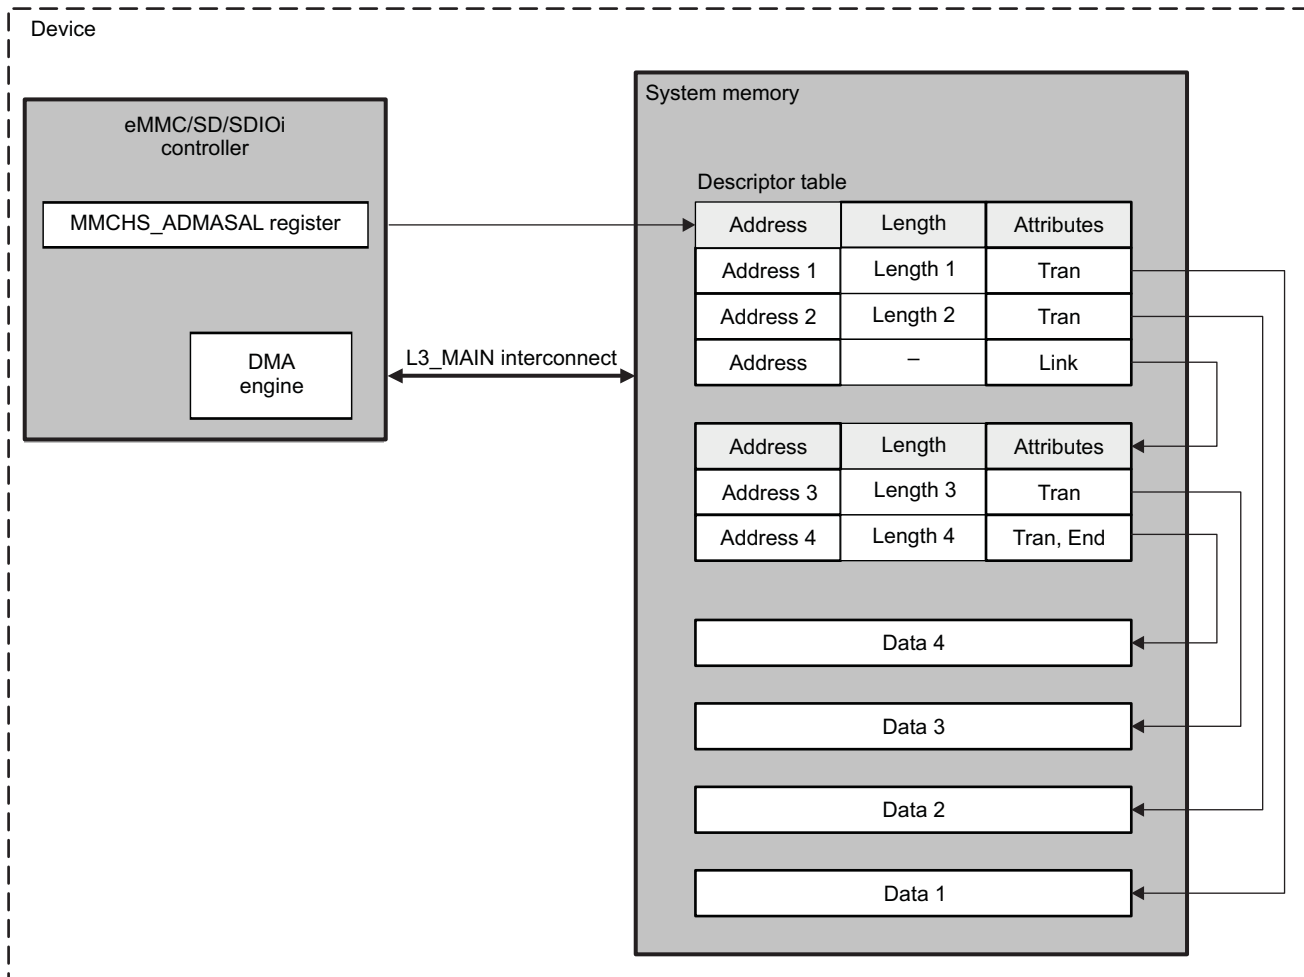 Device
eMMC/SD/SDIOi
controller
MMCHS_ADMASAL register
DMA
engine
L3_MAIN interconnect
System memory
Descriptor table
Address Length Attributes
Address 1 Length 1 Tran
Address 2 Length 2 Tran
Address – Link
Address Length Attributes
Address 3 Length 3 Tran
Address 4 Length 4 Tran, End
Data 4
Data 3
Data 2
Data 1